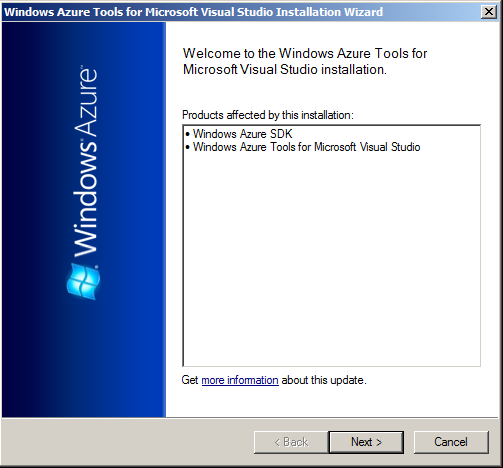 Windows Azure Tools for Microsoft Visual Studio Installation Wizard
Windows Azure™
Welcome to the Windows Azure Tools for
Microsoft Visual Studio installation.
Products affected by this installation:
• Windows Azure SDK
• Windows Azure Tools for Microsoft Visual Studio
Get more information about this update.
< Back
Next >
Cancel